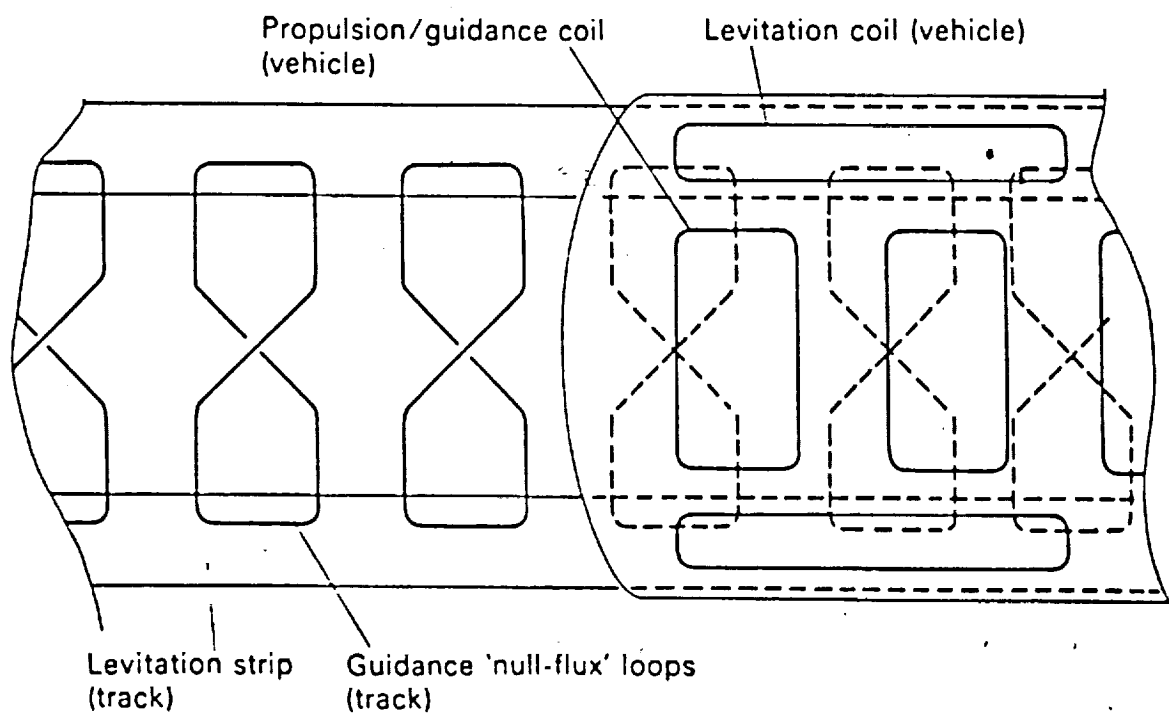 Propulsion/guidance coil
(vehicle)
Levitation coil (vehicle)
Levitation strip
(track)
Guidance 'null-flux' loops
(track)